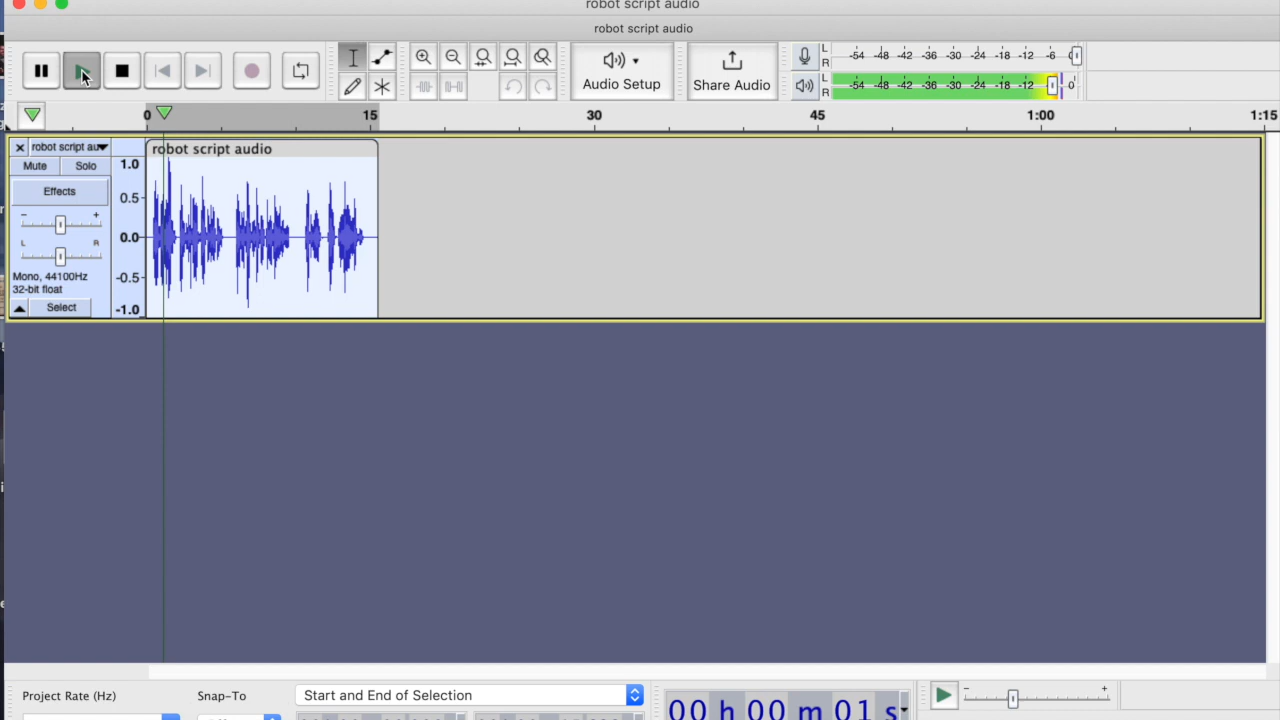 robot script audio
robot script audio
Audio Setup
Share Audio
L
R
-54 -48 -42 -36 -30 -24 -18 -12 -6 0
L
R
-54 -48 -42 -36 -30 -24 -18 -12 -6 0
0 15 30 45 1:00 1:15
robot script au
robot script audio
Mute Solo
Effects
- +
L R
Mono, 44100Hz
32-bit float
Select
1.0
0.5
0.0
-0.5
-1.0
Project Rate (Hz)
Snap-To
Start and End of Selection
00 h 00 m 01 s
- +